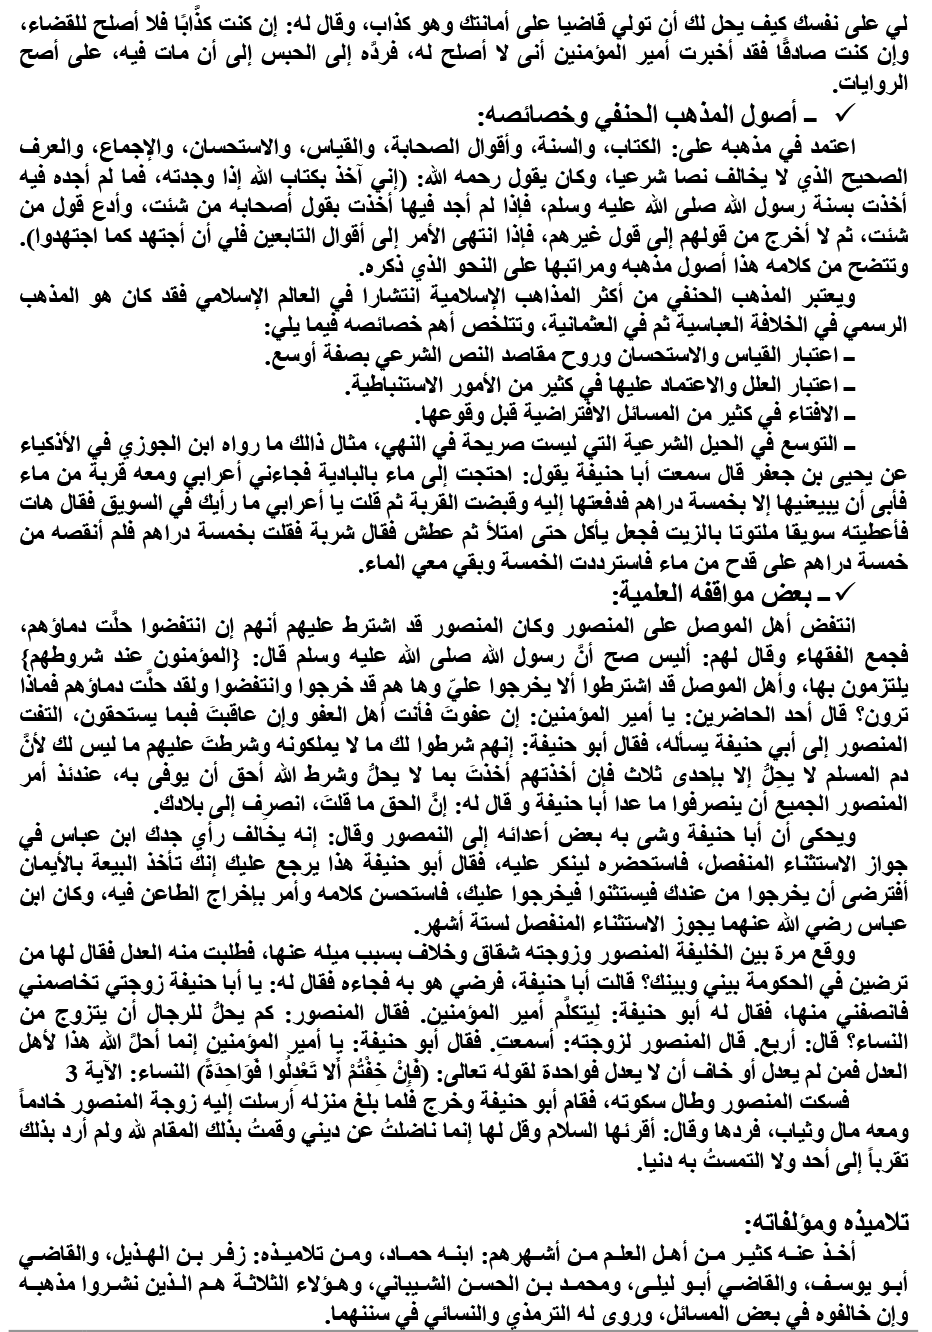 لي على نفسك كيف يحل لك أن تولي قاضيا على أمانتك وهو كذاب، وقال له: إن كنت كذَّابًا فلا أصلح للقضاء،
وإن كنت صادقًا فقد أخبرت أمير المؤمنين أنى لا أصلح له، فردَّه إلى الحبس إلى أن مات فيه، على أصح
الروايات.
✓ ـ أصول المذهب الحنفي وخصائصه:
اعتمد في مذهبه على: الكتاب، والسنة، وأقوال الصحابة، والقياس، والاستحسان، والإجماع، والعرف
الصحيح الذي لا يخالف نصا شرعيا، وكان يقول رحمه الله: (إني آخذ بكتاب الله إذا وجدته، فما لم أجده فيه
أخذت بسنة رسول الله صلى الله عليه وسلم، فإذا لم أجد فيها أخذت بقول أصحابه من شئت، وأدع قول من
شئت، ثم لا أخرج من قولهم إلى قول غيرهم، فإذا انتهى الأمر إلى أقوال التابعين فلي أن أجتهد كما اجتهدوا).
وتتضح من كلامه هذا أصول مذهبه ومراتبها على النحو الذي ذكره.
ويعتبر المذهب الحنفي من أكثر المذاهب الإسلامية انتشارا في العالم الإسلامي فقد كان هو المذهب
الرسمي في الخلافة العباسية ثم في العثمانية، وتتلخص أهم خصائصه فيما يلي:
ـ اعتبار القياس والاستحسان وروح مقاصد النص الشرعي بصفة أوسع.
ـ اعتبار العلل والاعتماد عليها في كثير من الأمور الاستنباطية.
ـ الافتاء في كثير من المسائل الافتراضية قبل وقوعها.
ـ التوسع في الحيل الشرعية التي ليست صريحة في النهي، مثال ذالك ما رواه ابن الجوزي في الأذكياء
عن يحيى بن جعفر قال سمعت أبا حنيفة يقول: احتجت إلى ماء بالبادية فجاءني أعرابي ومعه قربة من ماء
فأبى أن يبيعنيها إلا بخمسة دراهم فدفعتها إليه وقبضت القربة ثم قلت يا أعرابي ما رأيك في السويق فقال هات
فأعطيته سويقا ملتوتا بالزيت فجعل يأكل حتى امتلأ ثم عطش فقال شربة فقلت بخمسة دراهم فلم أنقصه من
خمسة دراهم على قدح من ماء فاسترددت الخمسة وبقي معي الماء.
✓ ـ بعض مواقفه العلمية:
انتفض أهل الموصل على المنصور وكان المنصور قد اشترط عليهم أنهم إن انتفضوا حلَّت دماؤهم،
فجمع الفقهاء وقال لهم: أليس صح أنَّ رسول الله صلى الله عليه وسلم قال: {المؤمنون عند شروطهم}
يلتزمون بها، وأهل الموصل قد اشترطوا ألا يخرجوا عليّ وها هم قد خرجوا وانتفضوا ولقد حلَّت دماؤهم فماذا
ترون؟ قال أحد الحاضرين: يا أمير المؤمنين: إن عفوتَ فأنت أهل العفو وإن عاقبتَ فبما يستحقون، التفت
المنصور إلى أبي حنيفة يسأله، فقال أبو حنيفة: إنهم شرطوا لك ما لا يملكونه وشرطتَ عليهم ما ليس لك لأنَّ
دم المسلم لا يحِلُّ إلا بإحدى ثلاث فإن أخذتهم أخذتَ بما لا يحلُّ وشرط الله أحق أن يوفى به، عندئذ أمر
المنصور الجميع أن ينصرفوا ما عدا أبا حنيفة و قال له: إنَّ الحق ما قلتَ، انصرِف إلى بلادك.
ويحكى أن أبا حنيفة وشى به بعض أعدائه إلى النمصور وقال: إنه يخالف رأي جدك ابن عباس في
جواز الاستثناء المنفصل، فاستحضره لينكر عليه، فقال أبو حنيفة هذا يرجع عليك إنك تأخذ البيعة بالأيمان
أفترضى أن يخرجوا من عندك فيستثنوا فيخرجوا عليك، فاستحسن كلامه وأمر بإخراج الطاعن فيه، وكان ابن
عباس رضي الله عنهما يجوز الاستثناء المنفصل لستة أشهر.
ووقع مرة بين الخليفة المنصور وزوجته شقاق وخلاف بسبب ميله عنها، فطلبت منه العدل فقال لها من
ترضين في الحكومة بيني وبينك؟ قالت أبا حنيفة، فرضي هو به فجاءه فقال له: يا أبا حنيفة زوجتي تخاصمني
فانصفني منها، فقال له أبو حنيفة: لِيتكلَّم أمير المؤمنين. فقال المنصور: كم يحلُّ للرجال أن يتزوج من
النساء؟ قال: أربع. قال المنصور لزوجته: أسمعتِ. فقال أبو حنيفة: يا أمير المؤمنين إنما أحلَّ الله هذا لأهل
العدل فمن لم يعدل أو خاف أن لا يعدل فواحدة لقوله تعالى: (فَإِنْ خِفْتُمْ أَلا تَعْدِلُوا فَوَاحِدَةً) النساء: الآية 3
فسكت المنصور وطال سكوته، فقام أبو حنيفة وخرج فلما بلغ منزله أرسلت إليه زوجة المنصور خادماً
ومعه مال وثياب، فردها وقال: أقرئها السلام وقل لها إنما ناضلتُ عن ديني وقمتُ بذلك المقام لله ولم أرد بذلك
تقرباً إلى أحد ولا التمستُ به دنيا.
تلاميذه ومؤلفاته:
أخذ عنه كثير من أهل العلم من أشهرهم: ابنه حماد، ومن تلاميذه: زفر بن الهذيل، والقاضي
أبو يوسف، والقاضي أبو ليلى، ومحمد بن الحسن الشيباني، وهؤلاء الثلاثة هم الذين نشروا مذهبه
وإن خالفوه في بعض المسائل، وروى له الترمذي والنسائي في سننهما.